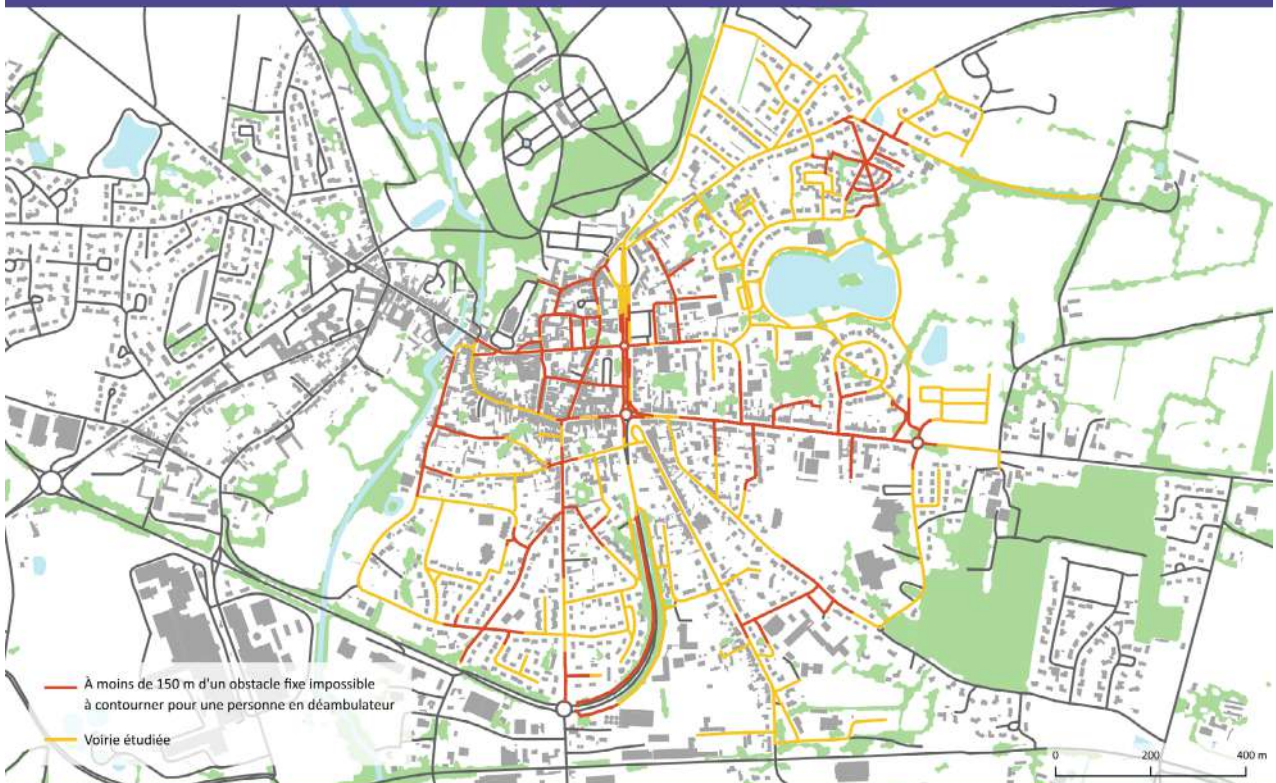 À moins de 150 m d'un obstacle fixe impossible
à contourner pour une personne en déambulateur
Voirie étudiée
0 200 400 m